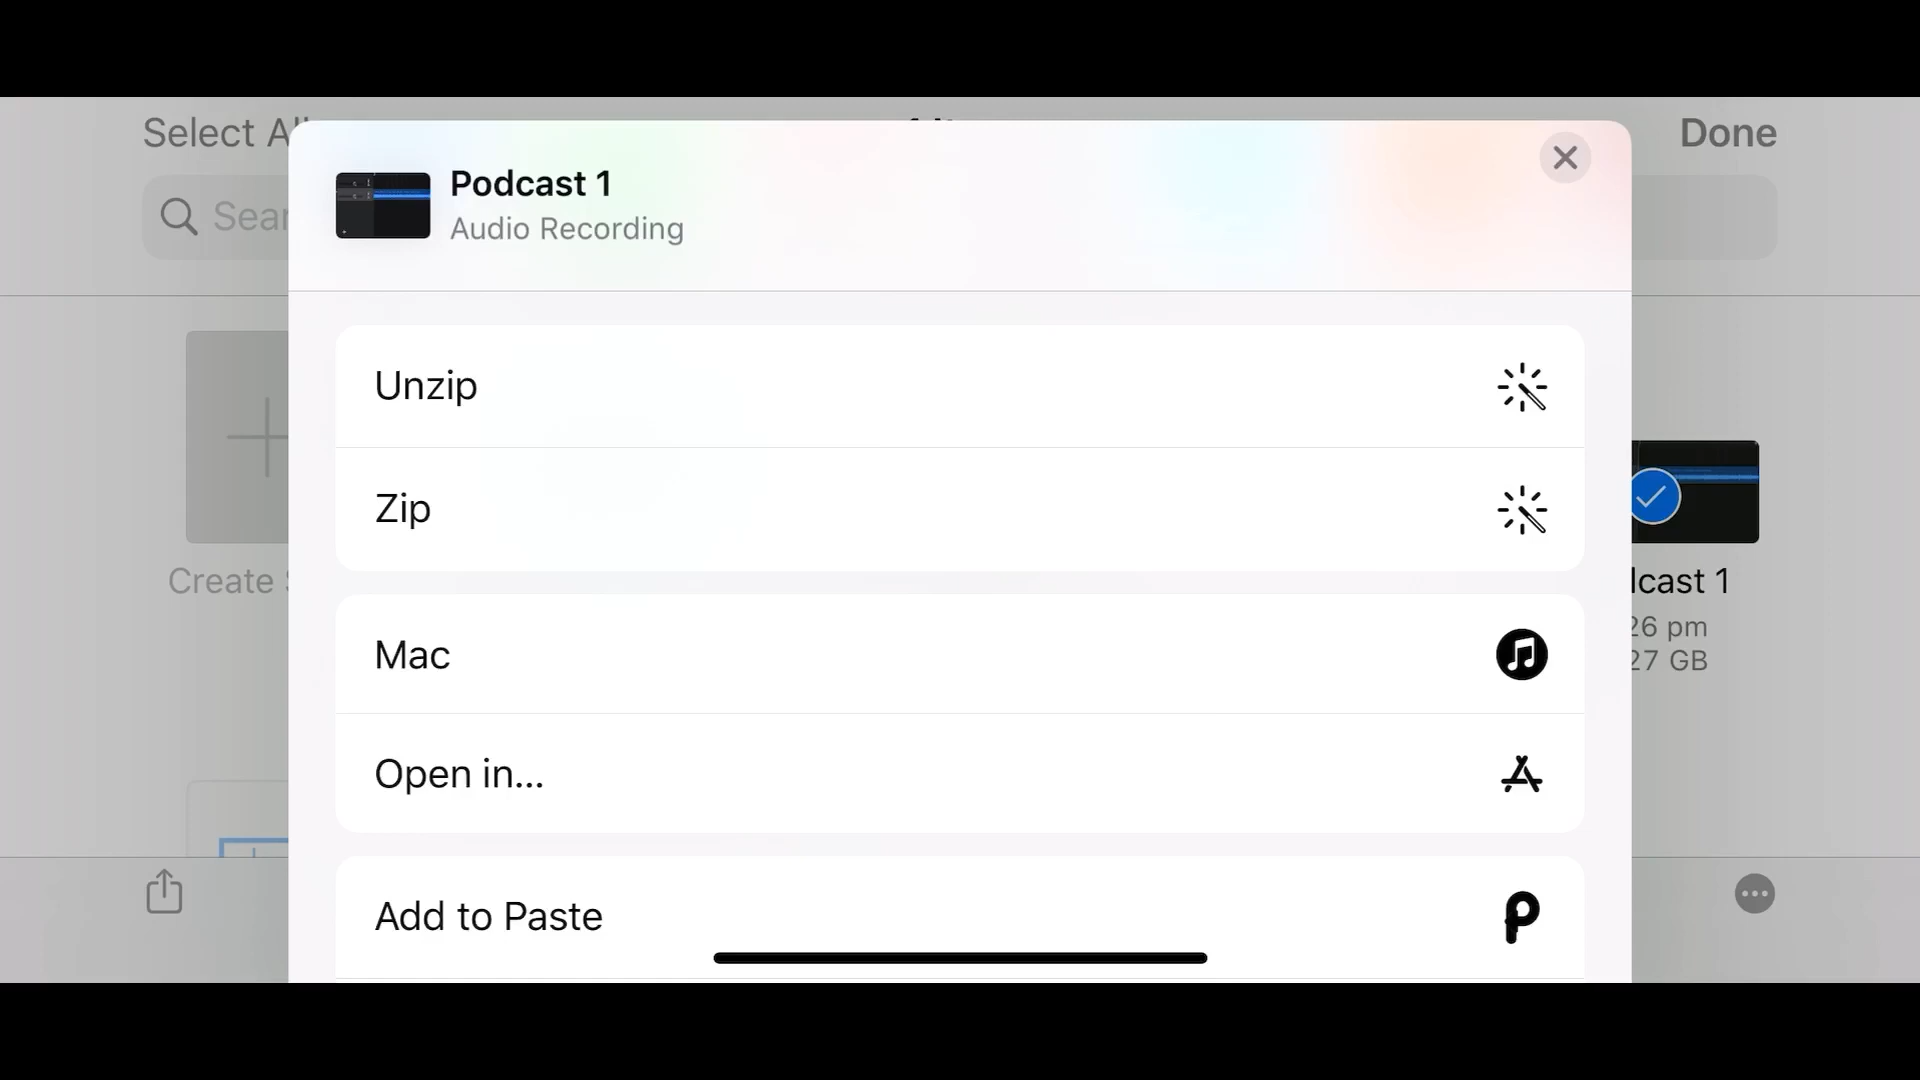 Select Al
Done
Podcast 1
Audio Recording
Sear
Unzip
Zip
Create
lcast 1
26 pm
27 GB
Mac
Open in...
Add to Paste